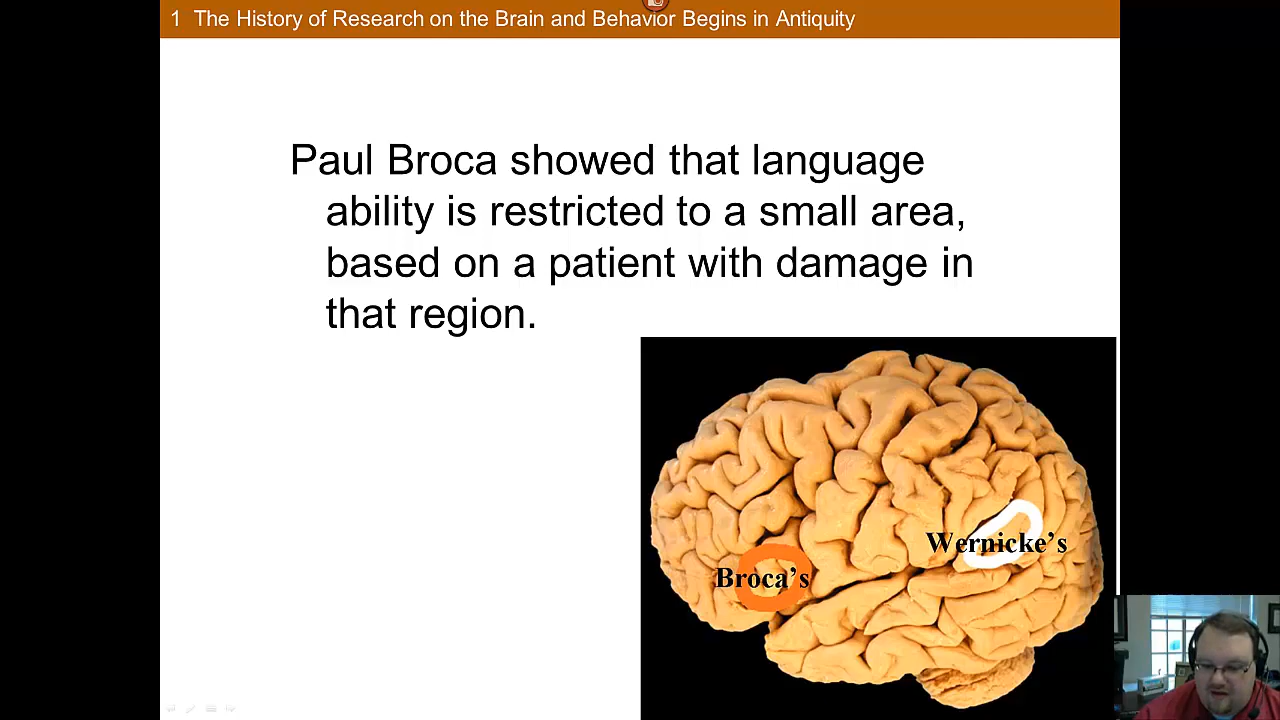 1 The History of Research on the Brain and Behavior Begins in Antiquity
Paul Broca showed that language
ability is restricted to a small area,
based on a patient with damage in
that region.
Wernicke's
Broca's